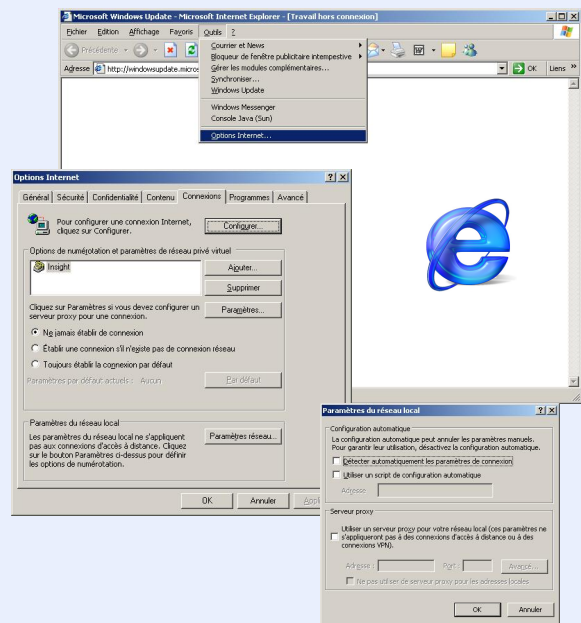 Microsoft Windows Update - Microsoft Internet Explorer - [Travail hors connexion]
Fichier Edition Affichage Favoris Outils ?
Précédente
Adresse http://windowsupdate.micros OK Liens »
Courrier et News
Bloqueur de fenêtre publicitaire intempestive
Gérer les modules complémentaires...
Synchroniser...
Windows Update
Windows Messenger
Console Java (Sun)
Options Internet...
Options Internet
Général Sécurité Confidentialité Contenu Connexions Programmes Avancé
Pour configurer une connexion Internet,
cliquez sur Configurer.
Configurer...
Options de numérotation et paramètres de réseau privé virtuel
Insight
Ajouter...
Supprimer
Cliquez sur Paramètres si vous devez configurer un
serveur proxy pour une connexion.
Paramètres...
Ne jamais établir de connexion
Établir une connexion s'il n'existe pas de connexion réseau
Toujours établir la connexion par défaut
Paramètres par défaut actuels : Aucun
Par défaut
Paramètres du réseau local
Les paramètres du réseau local ne s'appliquent
pas aux connexions d'accès à distance. Cliquez
sur le bouton Paramètres ci-dessus pour définir
les options de numérotation.
Paramètres réseau...
OK Annuler Appli
Paramètres du réseau local
Configuration automatique
La configuration automatique peut annuler les paramètres manuels.
Pour garantir leur utilisation, désactivez la configuration automatique.
Détecter automatiquement les paramètres de connexion
Utiliser un script de configuration automatique
Adresse
Serveur proxy
Utiliser un serveur proxy pour votre réseau local (ces paramètres ne
s'appliqueront pas à des connexions d'accès à distance ou à des
connexions VPN).
Adresse : Port : Avancé...
Ne pas utiliser de serveur proxy pour les adresses locales
OK Annuler